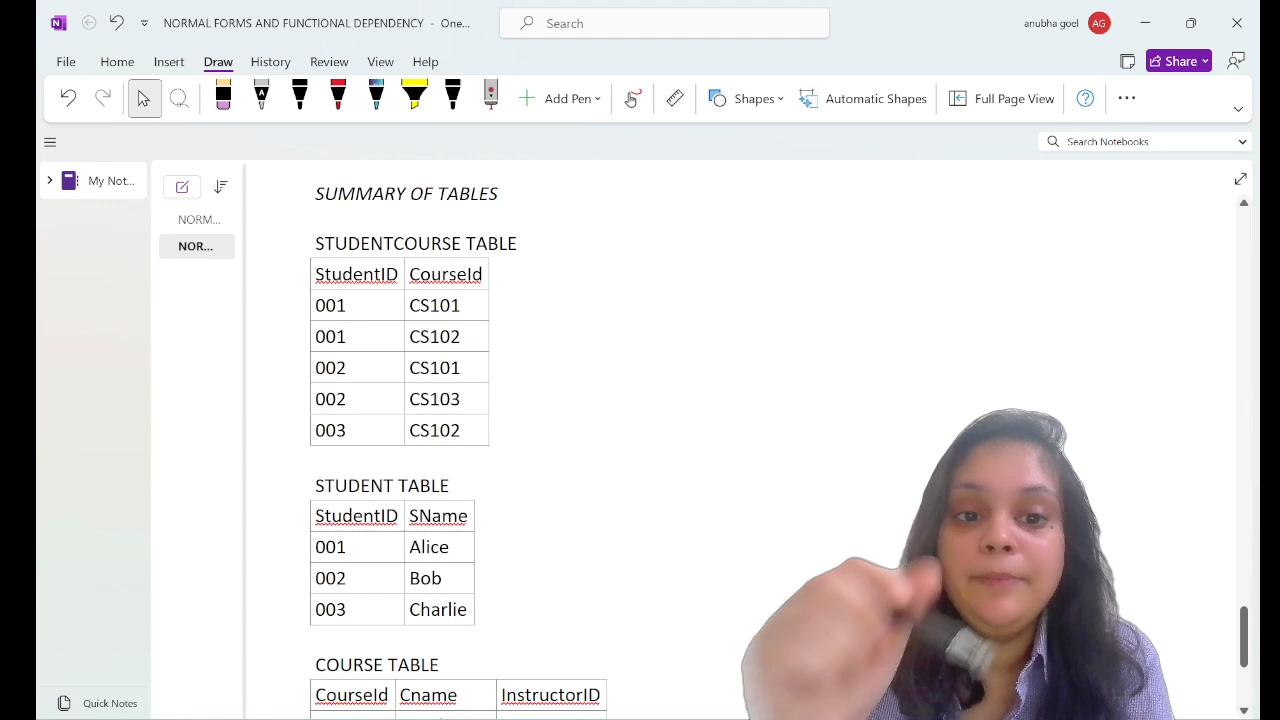 NORMAL FORMS AND FUNCTIONAL DEPENDENCY - One...
Search
anubha goel
AG
File Home Insert Draw History Review View Help
Share
Add Pen
Shapes
Automatic Shapes
Full Page View
Search Notebooks
My Not...
NORM...
NOR...
SUMMARY OF TABLES
STUDENTCOURSE TABLE
StudentID CourseId
001 CS101
001 CS102
002 CS101
002 CS103
003 CS102
STUDENT TABLE
StudentID SName
001 Alice
002 Bob
003 Charlie
COURSE TABLE
CourseId Cname InstructorID
Quick Notes